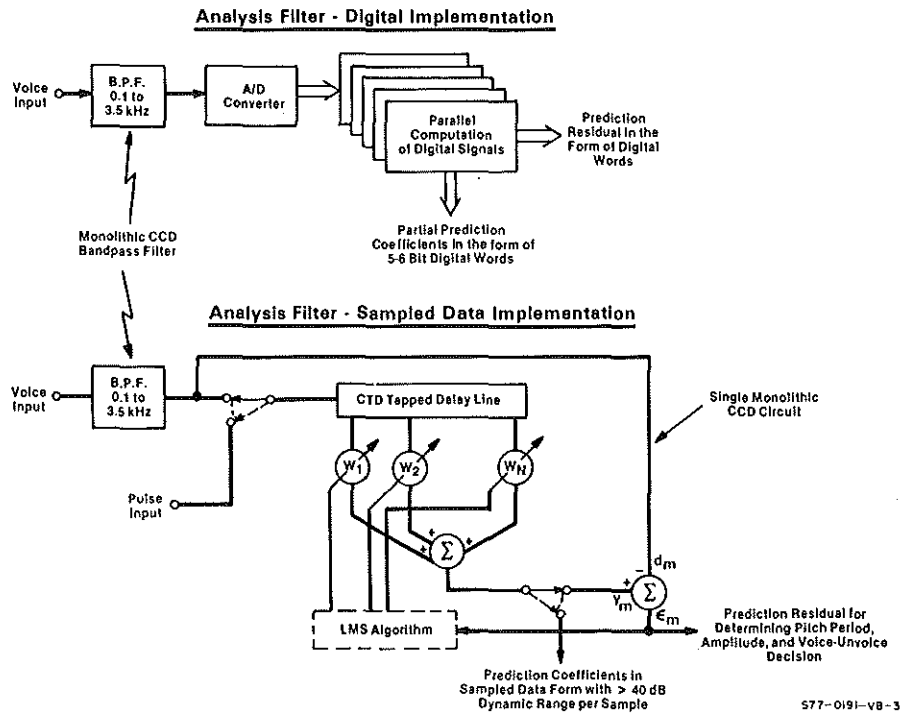 Analysis Filter - Digital Implementation
Voice
Input
B.P.F.
0.1 to
3.5 kHz
A/D
Converter
Parallel
Computation
of Digital Signals
Prediction
Residual In the
Form of Digital
Words
Partial Prediction
Coefficients In the form of
5-6 Bit Digital Words
Monolithic CCD
Bandpass Filter
Analysis Filter - Sampled Data Implementation
Voice
Input
B.P.F.
0.1 to
3.5 kHz
CTD Tapped Delay Line
Single Monolithic
CCD Circuit
W1
W2
WN
Pulse
Input
+
+
+
Σ
-
dm
+
γm
Σ
ϵm
LMS Algorithm
Prediction Residual for
Determining Pitch Period,
Amplitude, and Voice-Unvoice
Decision
Prediction Coefficients in
Sampled Data Form with > 40 dB
Dynamic Range per Sample
S77-0191-VB-3